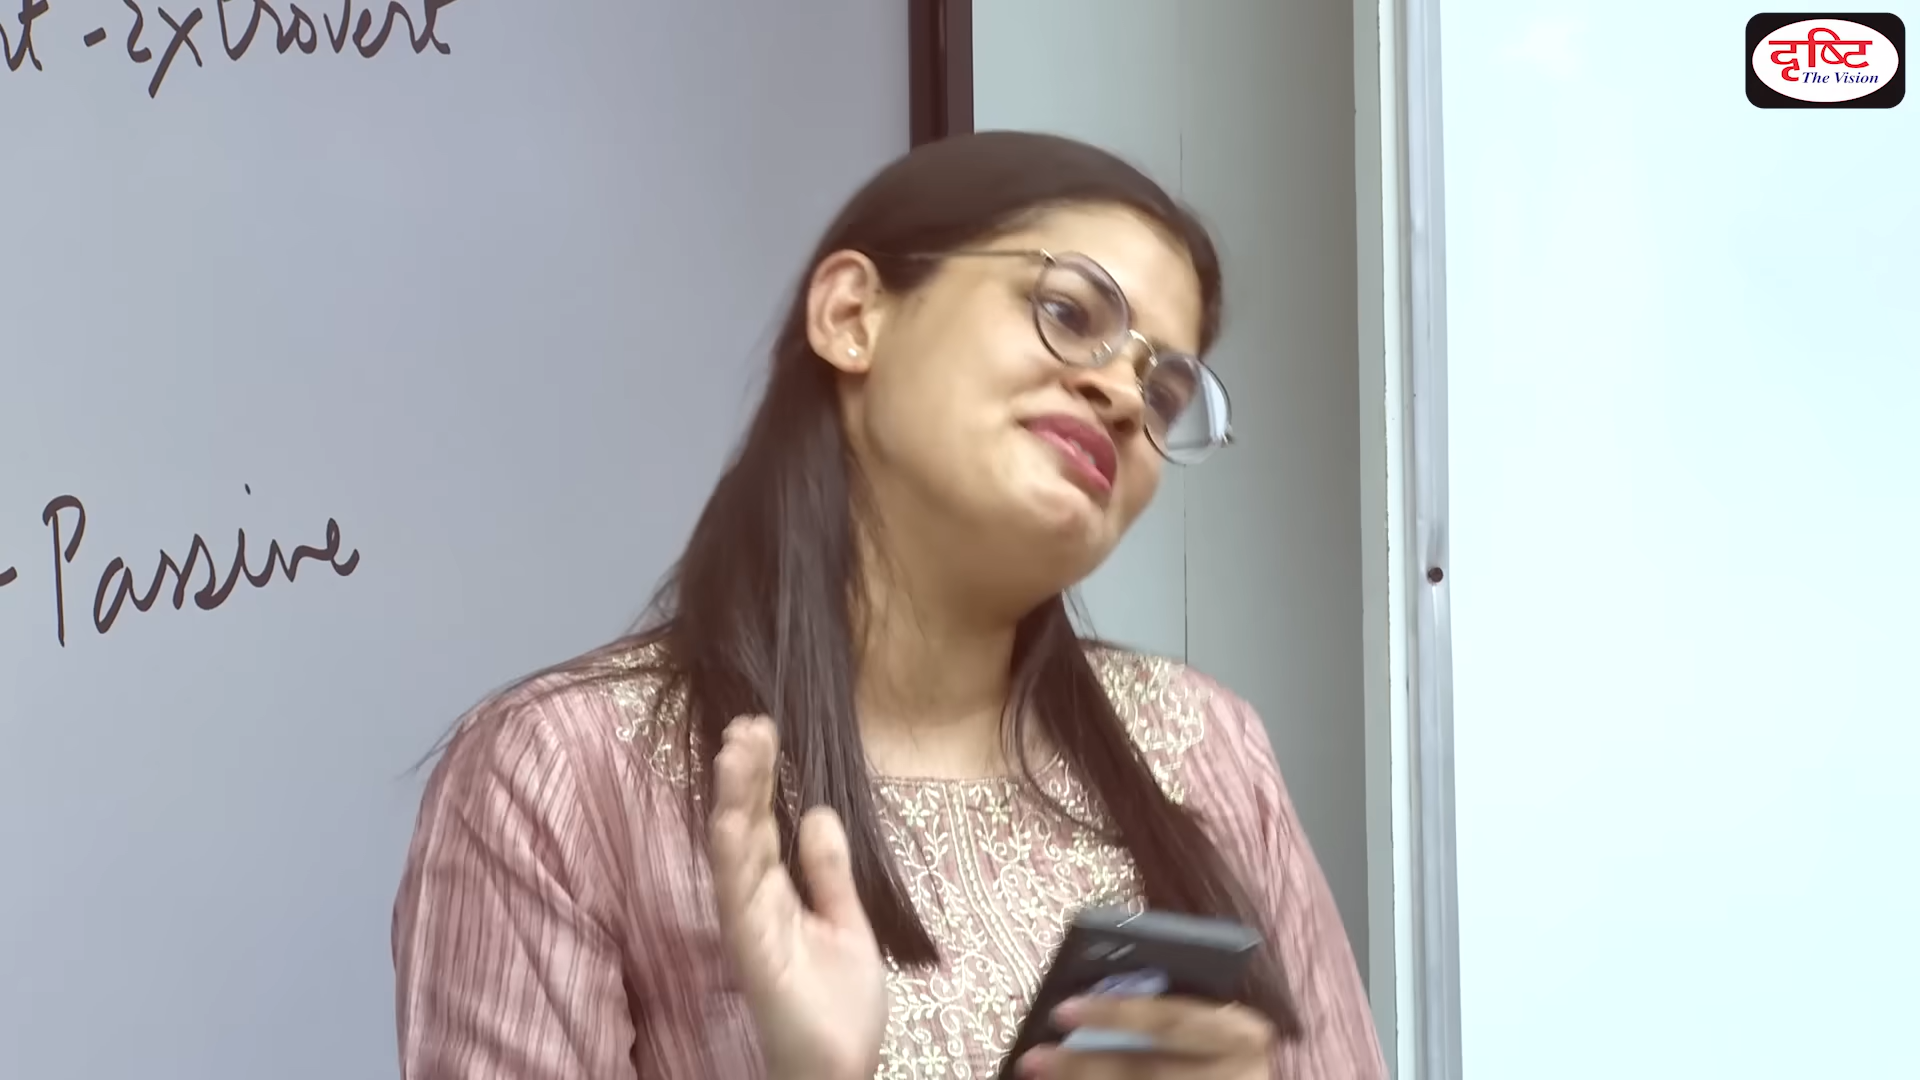 - Extrovert
- Passive
दृष्टि
The Vision